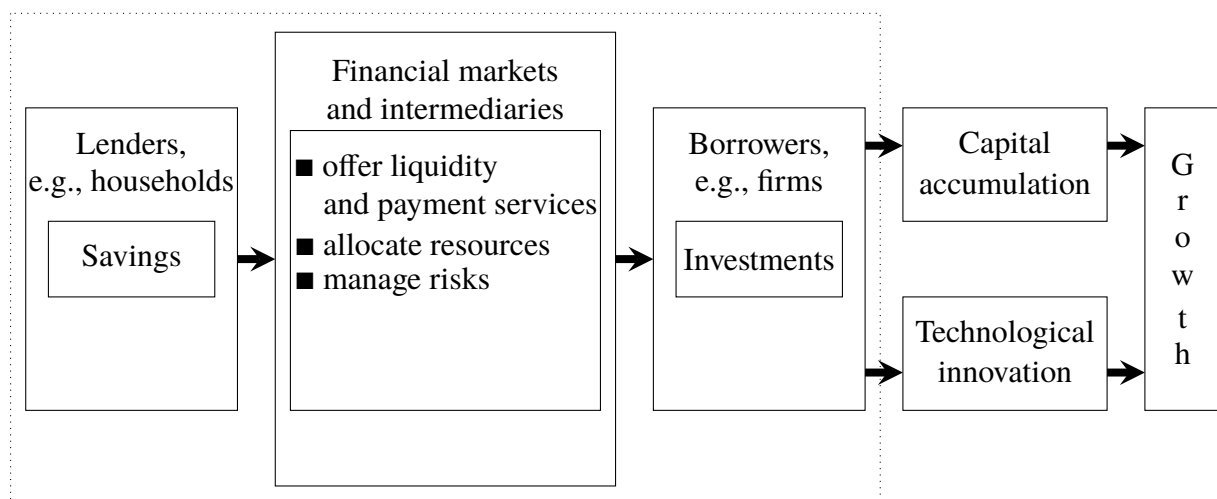 Lenders,
e.g., households
Savings
Financial markets
and intermediaries
■ offer liquidity
and payment services
■ allocate resources
■ manage risks
Borrowers,
e.g., firms
Investments
Capital
accumulation
Technological
innovation
G
r
o
w
t
h